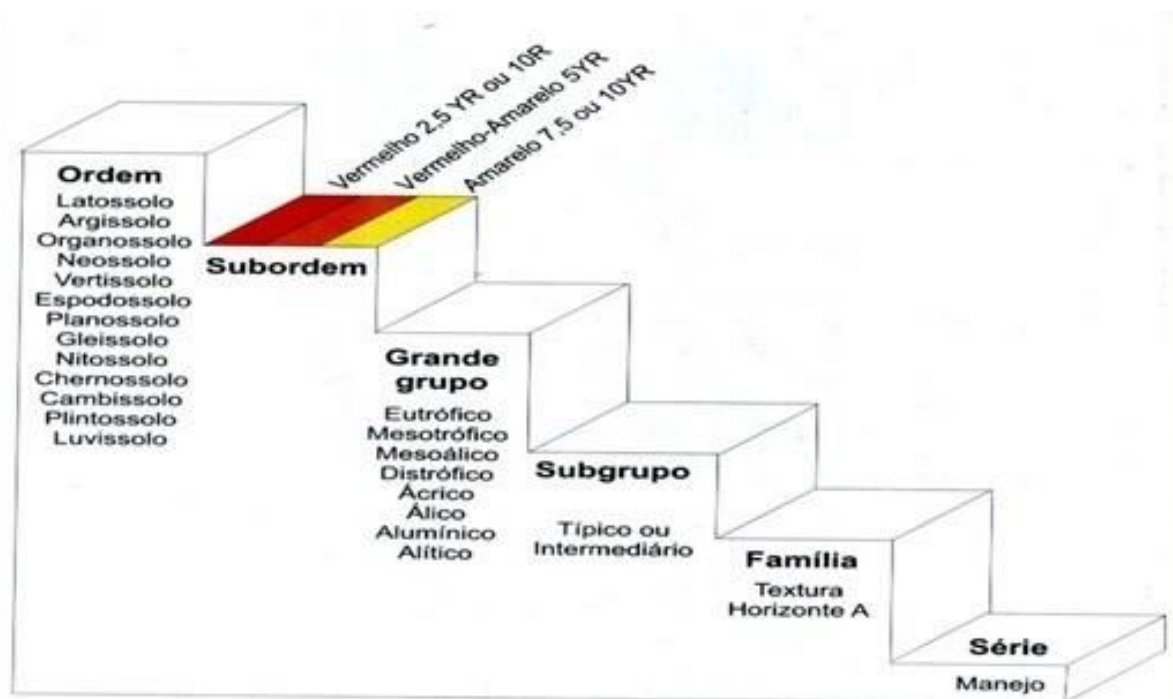 Vermelho 2,5 YR ou 10R
Vermelho-Amarelo 5YR
Amarelo 7,5 ou 10YR
Ordem
Latossolo
Argissolo
Organossolo
Neossolo
Vertissolo
Espodossolo
Planossolo
Gleissolo
Nitossolo
Chernossolo
Cambissolo
Plintossolo
Luvissolo
Subordem
Grande
grupo
Eutrófico
Mesotrófico
Mesoálico
Distrófico
Ácrico
Álico
Alumínico
Alítico
Subgrupo
Típico ou
Intermediário
Família
Textura
Horizonte A
Série
Manejo